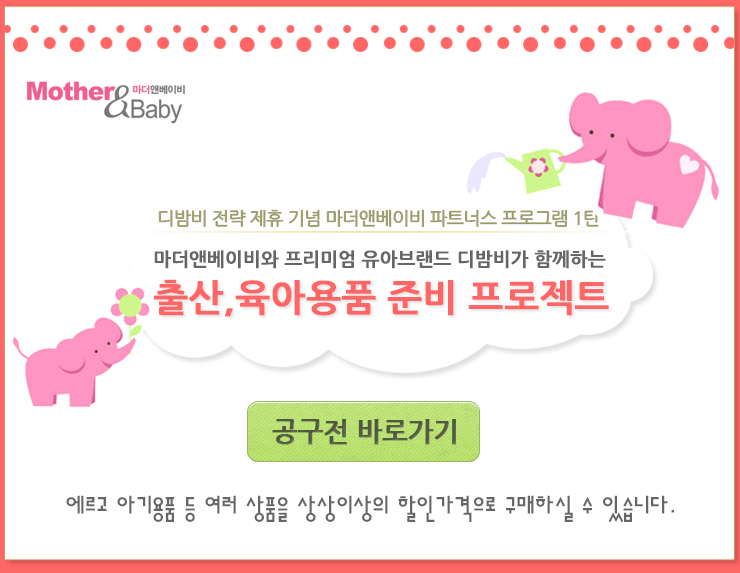 Mother 마더앤베이비
&Baby
디밤비 전략 제휴 기념 마더앤베이비 파트너스 프로그램 1탄
마더앤베이비와 프리미엄 유아브랜드 디밤비가 함께하는
출산,육아용품 준비 프로젝트
공구전 바로가기
에르고 아기용품 등 여러 상품을 상상이상의 할인가격으로 구매하실 수 있습니다.